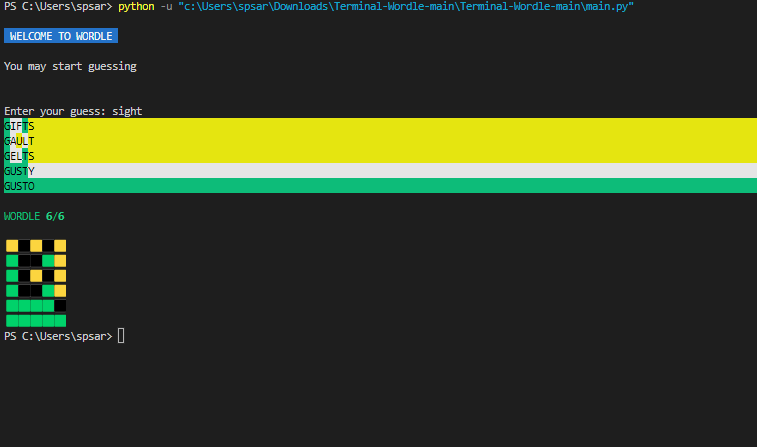 PS C:\Users\spsar> python -u "c:\Users\spsar\Downloads\Terminal-Wordle-main\Terminal-Wordle-main\main.py"
WELCOME TO WORDLE
You may start guessing
Enter your guess: sight
GIFTS
GAULT
GELTS
GUSTY
GUSTO
WORDLE 6/6
PS C:\Users\spsar>